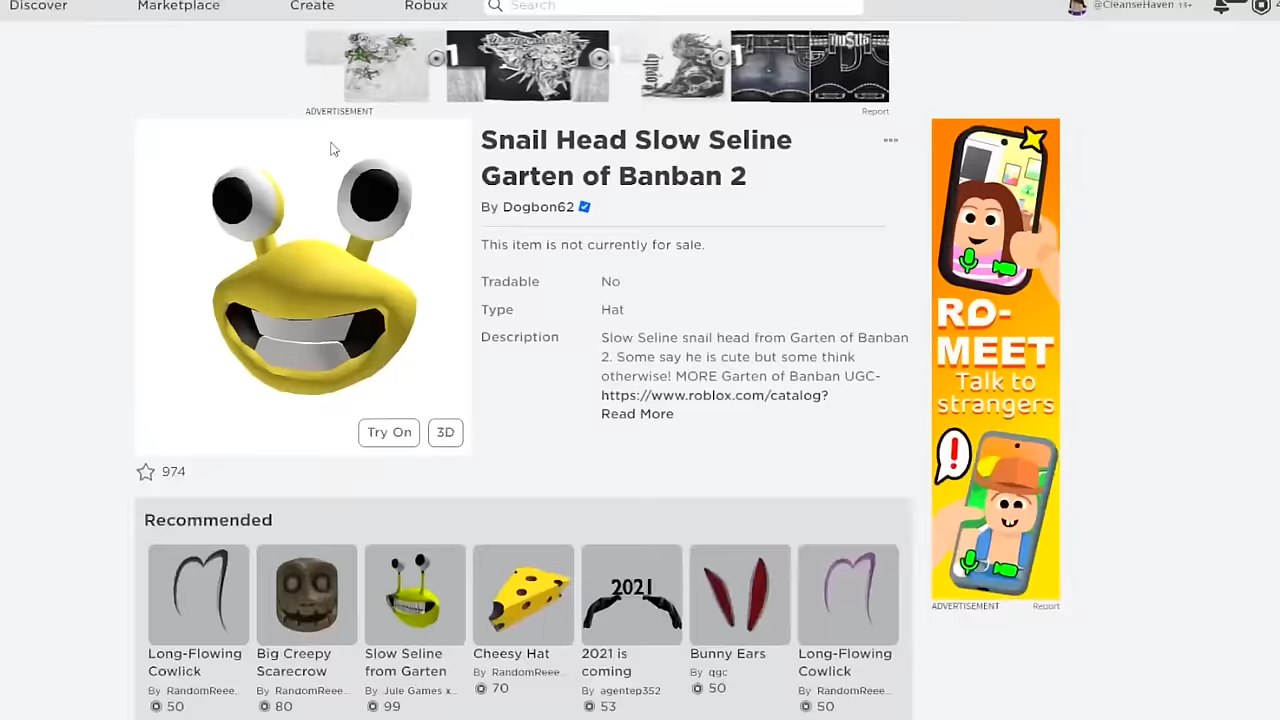 Discover
Marketplace
Create
Robux
Search
@CleanseHaven 13+
Loyalty
ADVERTISEMENT
Report
Snail Head Slow Seline
Garten of Banban 2
By Dogbon62
This item is not currently for sale.
Tradable No
Type Hat
Description Slow Seline snail head from Garten of Banban
2. Some say he is cute but some think
otherwise! MORE Garten of Banban UGC-
https://www.roblox.com/catalog?
Read More
Try On
3D
974
RO-
MEET
Talk to
strangers
!
ADVERTISEMENT
Report
Recommended
2021
Long-Flowing
Cowlick
By RandomReee...
50
Big Creepy
Scarecrow
By RandomReee...
80
Slow Seline
from Garten
By Jule Games x...
99
Cheesy Hat
By RandomReee...
70
2021 is
coming
By agentep352
53
Bunny Ears
By qgc
50
Long-Flowing
Cowlick
By RandomReee...
50